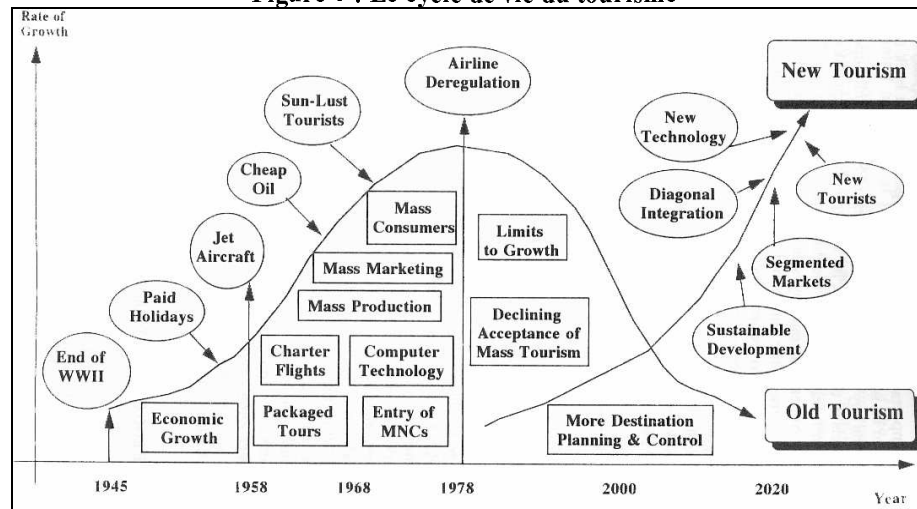 Figure : Le cycle de vie du tourisme
Rate of
Growth
Airline
Deregulation
New Tourism
Sun-Lust
Tourists
New
Technology
Cheap
Oil
Diagonal
Integration
New
Tourists
Mass
Consumers
Jet
Aircraft
Limits
to Growth
Mass Marketing
Segmented
Markets
Paid
Holidays
Mass Production
Declining
Acceptance of
Mass Tourism
Sustainable
Development
End of
WWII
Charter
Flights
Computer
Technology
Economic
Growth
Packaged
Tours
Entry of
MNCs
More Destination
Planning & Control
Old Tourism
1945
1958
1968
1978
2000
2020
Year